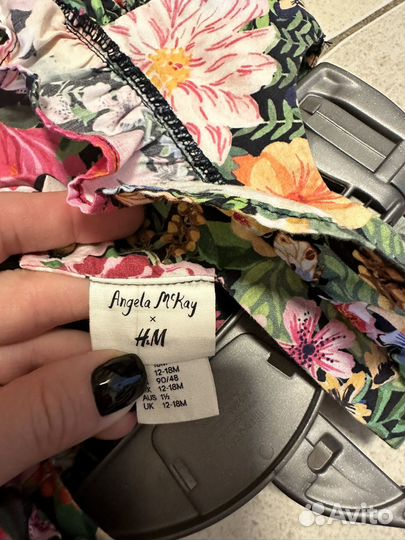 Angela McKay
×
H&M
12-18M
90/48
12-18M
AUS 1½
UK 12-18M
Avito